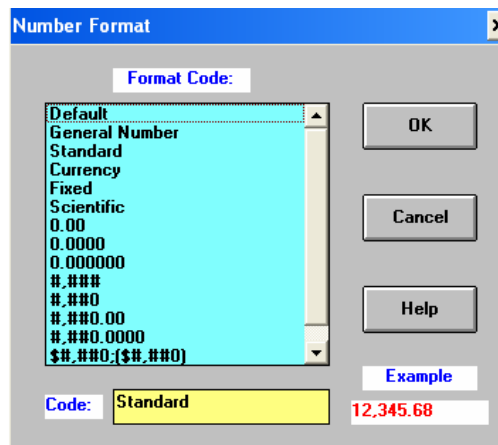 Number Format
Format Code:
Default
General Number
Standard
Currency
Fixed
Scientific
0.00
0.0000
0.000000
#,###
#,##0
#,##0.00
#,##0.0000
$#,##0;($#,##0)
OK
Cancel
Help
Example
Code: Standard
12,345.68